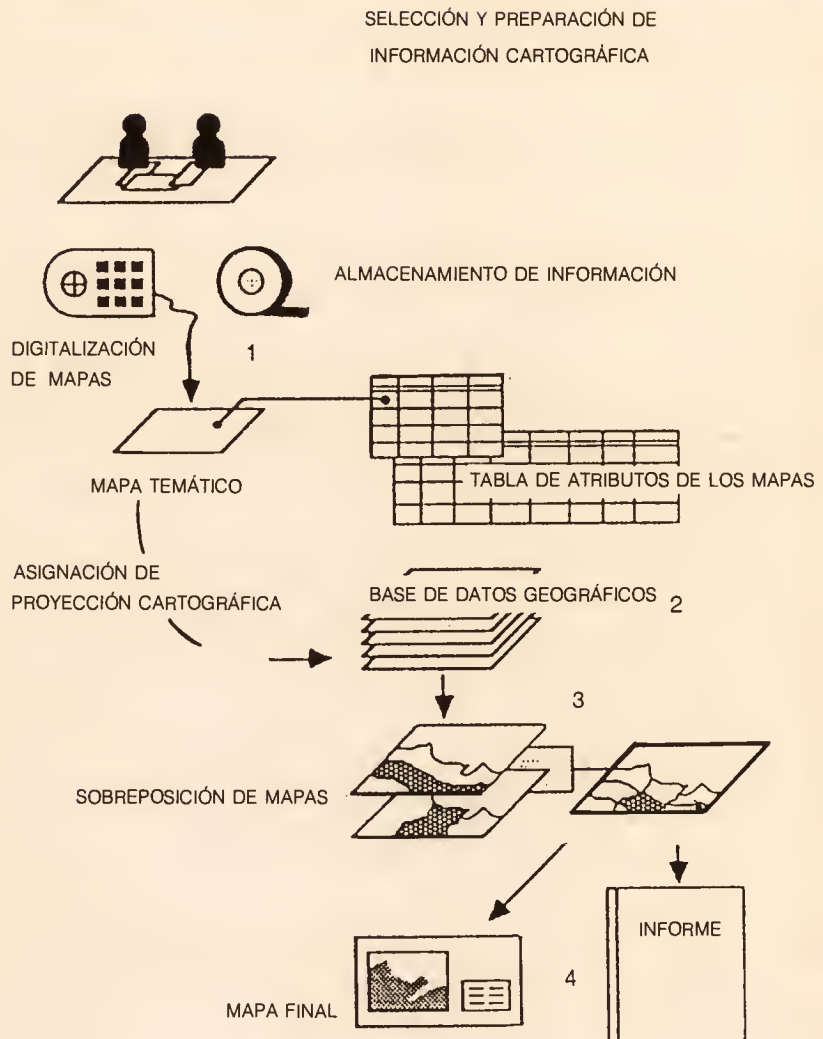 SELECCIÓN Y PREPARACIÓN DE
INFORMACIÓN CARTOGRÁFICA
ALMACENAMIENTO DE INFORMACIÓN
DIGITALIZACIÓN
DE MAPAS
1
MAPA TEMÁTICO
TABLA DE ATRIBUTOS DE LOS MAPAS
ASIGNACIÓN DE
PROYECCIÓN CARTOGRÁFICA
BASE DE DATOS GEOGRÁFICOS
2
3
SOBREPOSICIÓN DE MAPAS
INFORME
4
MAPA FINAL